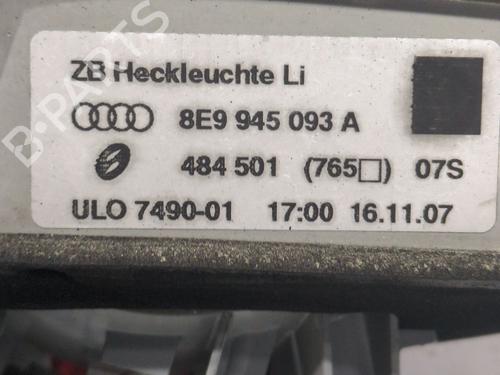 ZB Heckleuchte Li
8E9 945 093 A
484 501 (765□) 07S
ULO 7490-01 17:00 16.11.07
B-PARTS